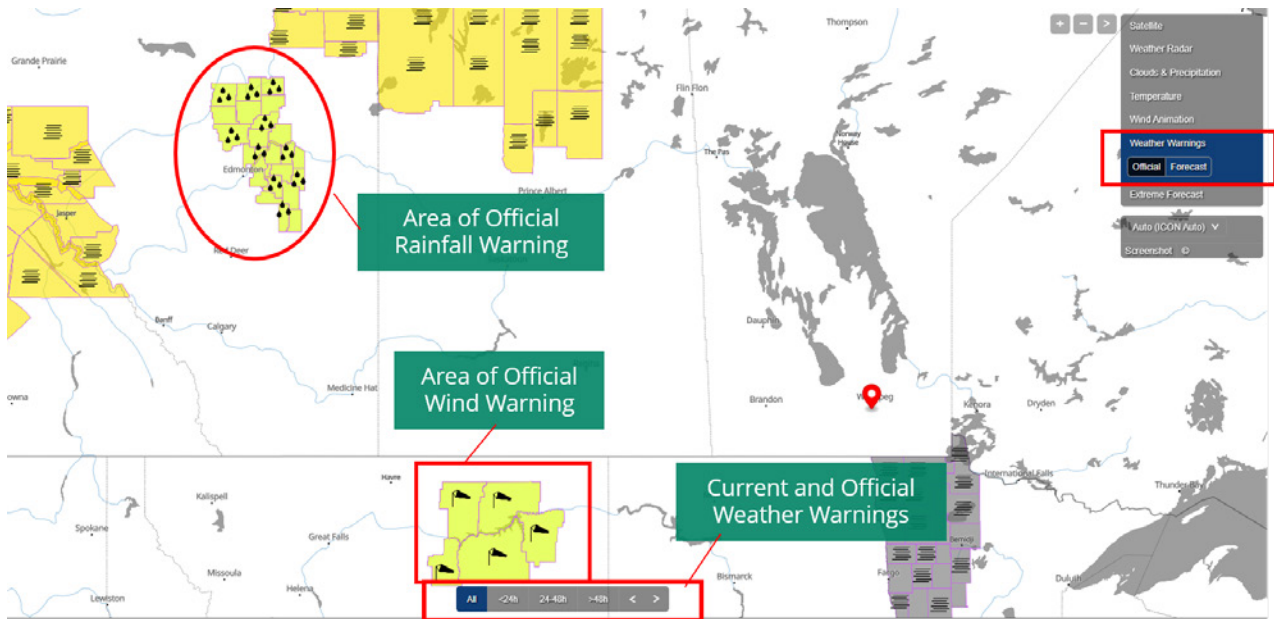 Thompson
Grande Prairie
Flin Flon
Norway
House
The Pas
Edmonton
Prince Albert
Jasper
Red Deer
Banff
Calgary
Medicine Hat
Dauphin
Brandon
Kenora
Dryden
International Falls
Thunder Bay
Havre
Kalispell
Spokane
Great Falls
Missoula
Helena
Lewiston
Bismarck
Fargo
Bemidji
Duluth
owna
Area of Official
Rainfall Warning
Area of Official
Wind Warning
Current and Official
Weather Warnings
+ − >
Satellite
Weather Radar
Clouds & Precipitation
Temperature
Wind Animation
Weather Warnings
Official Forecast
Extreme Forecast
Auto (ICON Auto)
Screenshot ©
All <24h 24-48h >48h < >